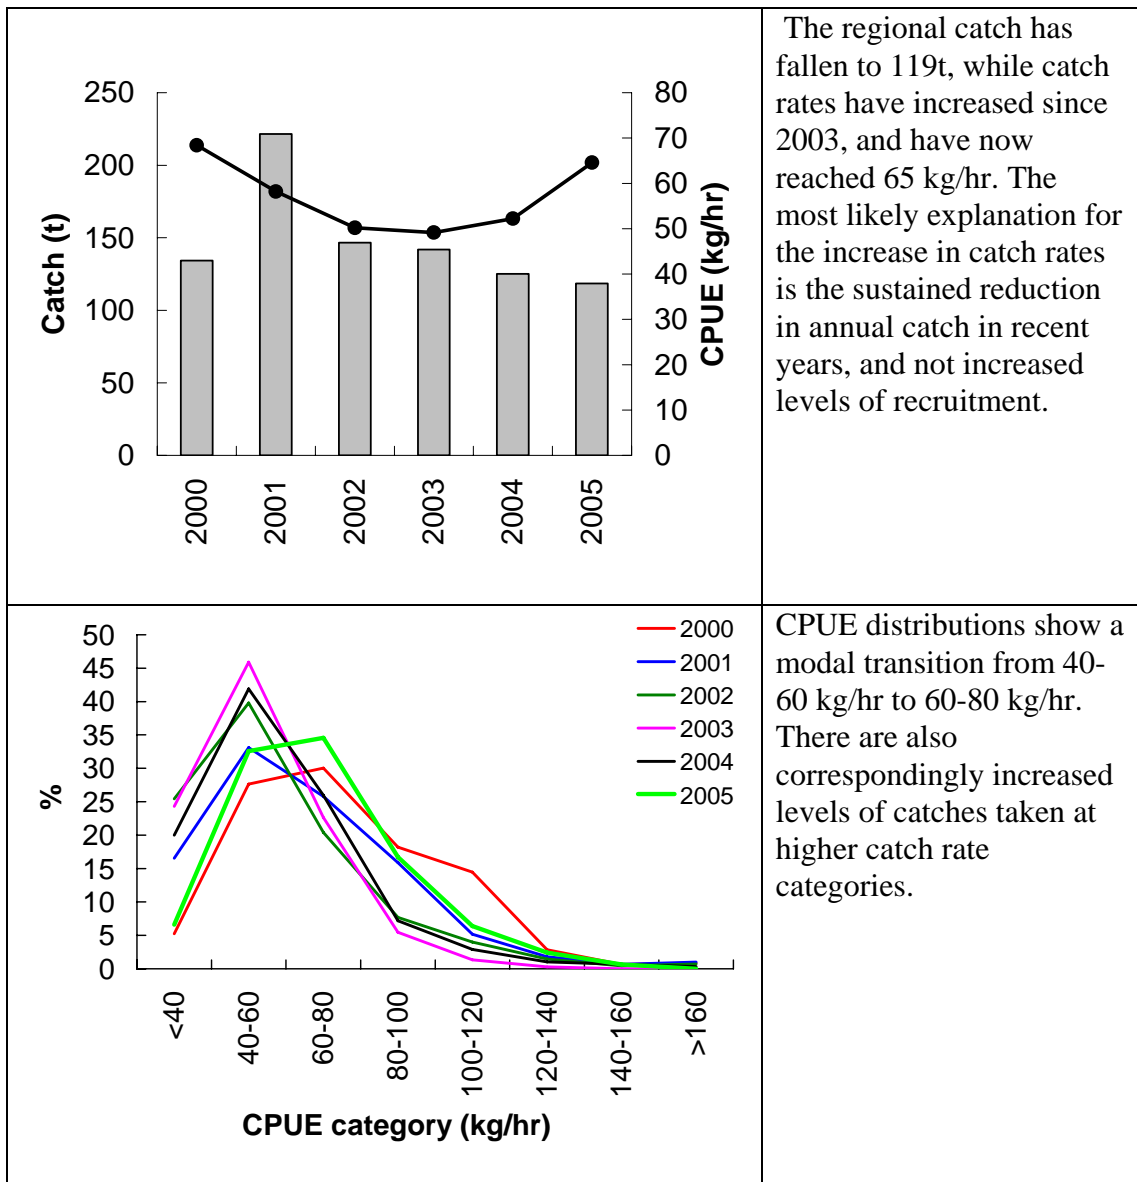 250
200
150
100
50
0
Catch (t)
80
70
60
50
40
30
20
10
0
CPUE (kg/hr)
2000
2001
2002
2003
2004
2005
The regional catch has
fallen to 119t, while catch
rates have increased since
2003, and have now
reached 65 kg/hr. The
most likely explanation for
the increase in catch rates
is the sustained reduction
in annual catch in recent
years, and not increased
levels of recruitment.
50
45
40
35
30
25
20
15
10
5
0
%
2000
2001
2002
2003
2004
2005
<40
40-60
60-80
80-100
100-120
120-140
140-160
>160
CPUE category (kg/hr)
CPUE distributions show a
modal transition from 40-
60 kg/hr to 60-80 kg/hr.
There are also
correspondingly increased
levels of catches taken at
higher catch rate
categories.